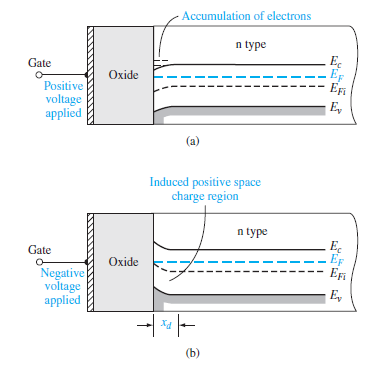 Accumulation of electrons
n type
Gate
Oxide
Positive
voltage
applied
E_c
E_F
E_Fi
E_v
(a)
Induced positive space
charge region
n type
Gate
Oxide
Negative
voltage
applied
E_c
E_F
E_Fi
E_v
x_d
(b)